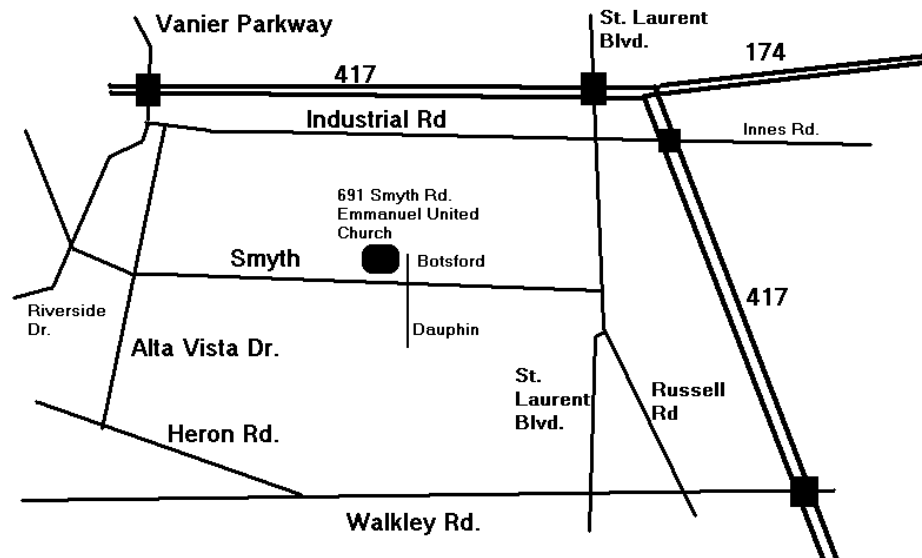 Vanier Parkway
St. Laurent
Blvd.
174
417
Industrial Rd
Innes Rd.
691 Smyth Rd.
Emmanuel United
Church
Smyth
Botsford
417
Riverside
Dr.
Dauphin
Alta Vista Dr.
St.
Laurent
Blvd.
Russell
Rd
Heron Rd.
Walkley Rd.